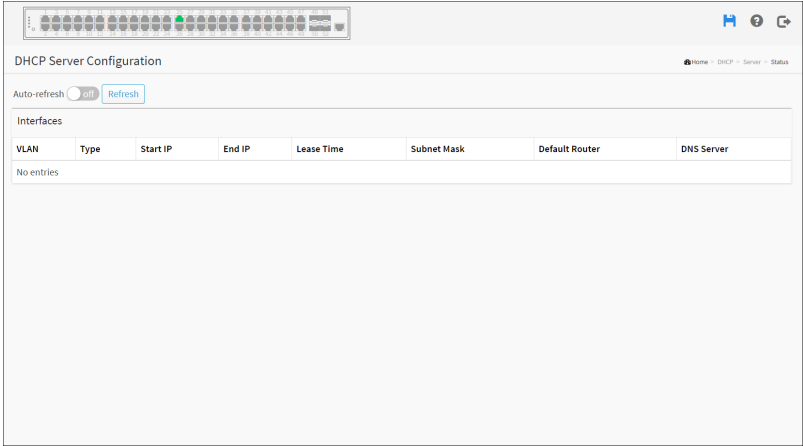 DHCP Server Configuration
Home > DHCP > Server > Status
Auto-refresh off Refresh
Interfaces
VLAN Type Start IP End IP Lease Time Subnet Mask Default Router DNS Server
No entries